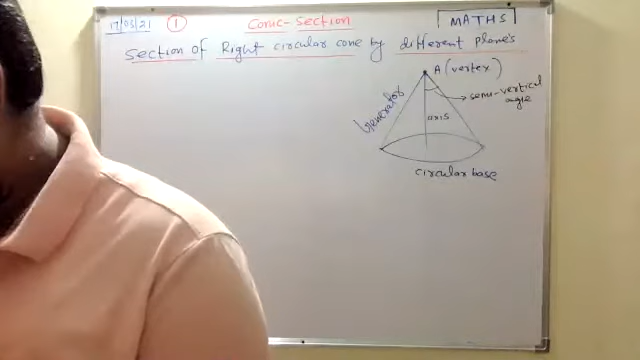 17/05/21 1 Conic-Section MATHS
Section of Right circular cone by different plane's
A (vertex)
semi-vertical
angle
Generator
axis
circular base